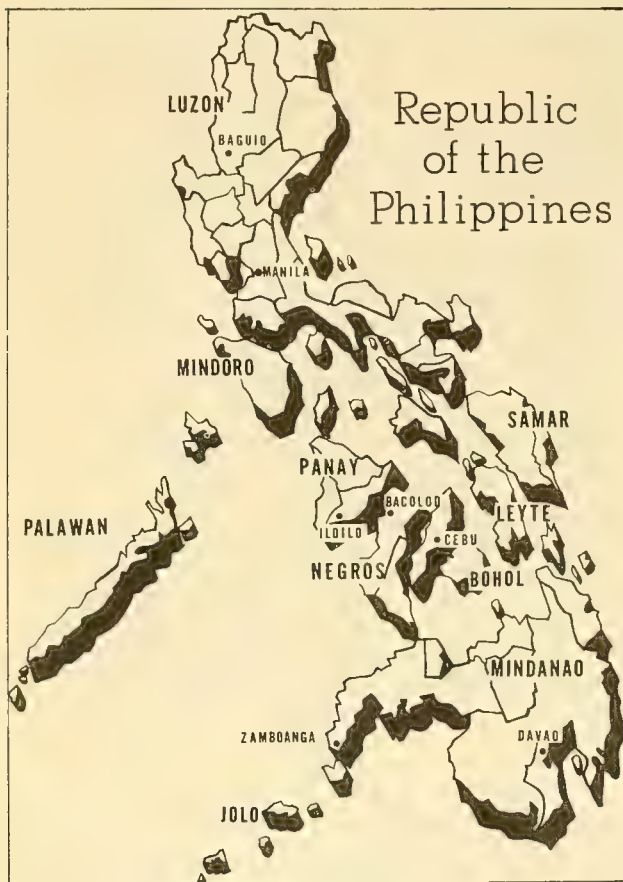 Republic
of the
Philippines
LUZON
BAGUIO
MANILA
MINDORO
SAMAR
PANAY
BACOLOD
PALAWAN
ILOILO
LEYTE
CEBU
NEGROS
BOHOL
MINDANAO
ZAMBOANGA
DAVAO
JOLO